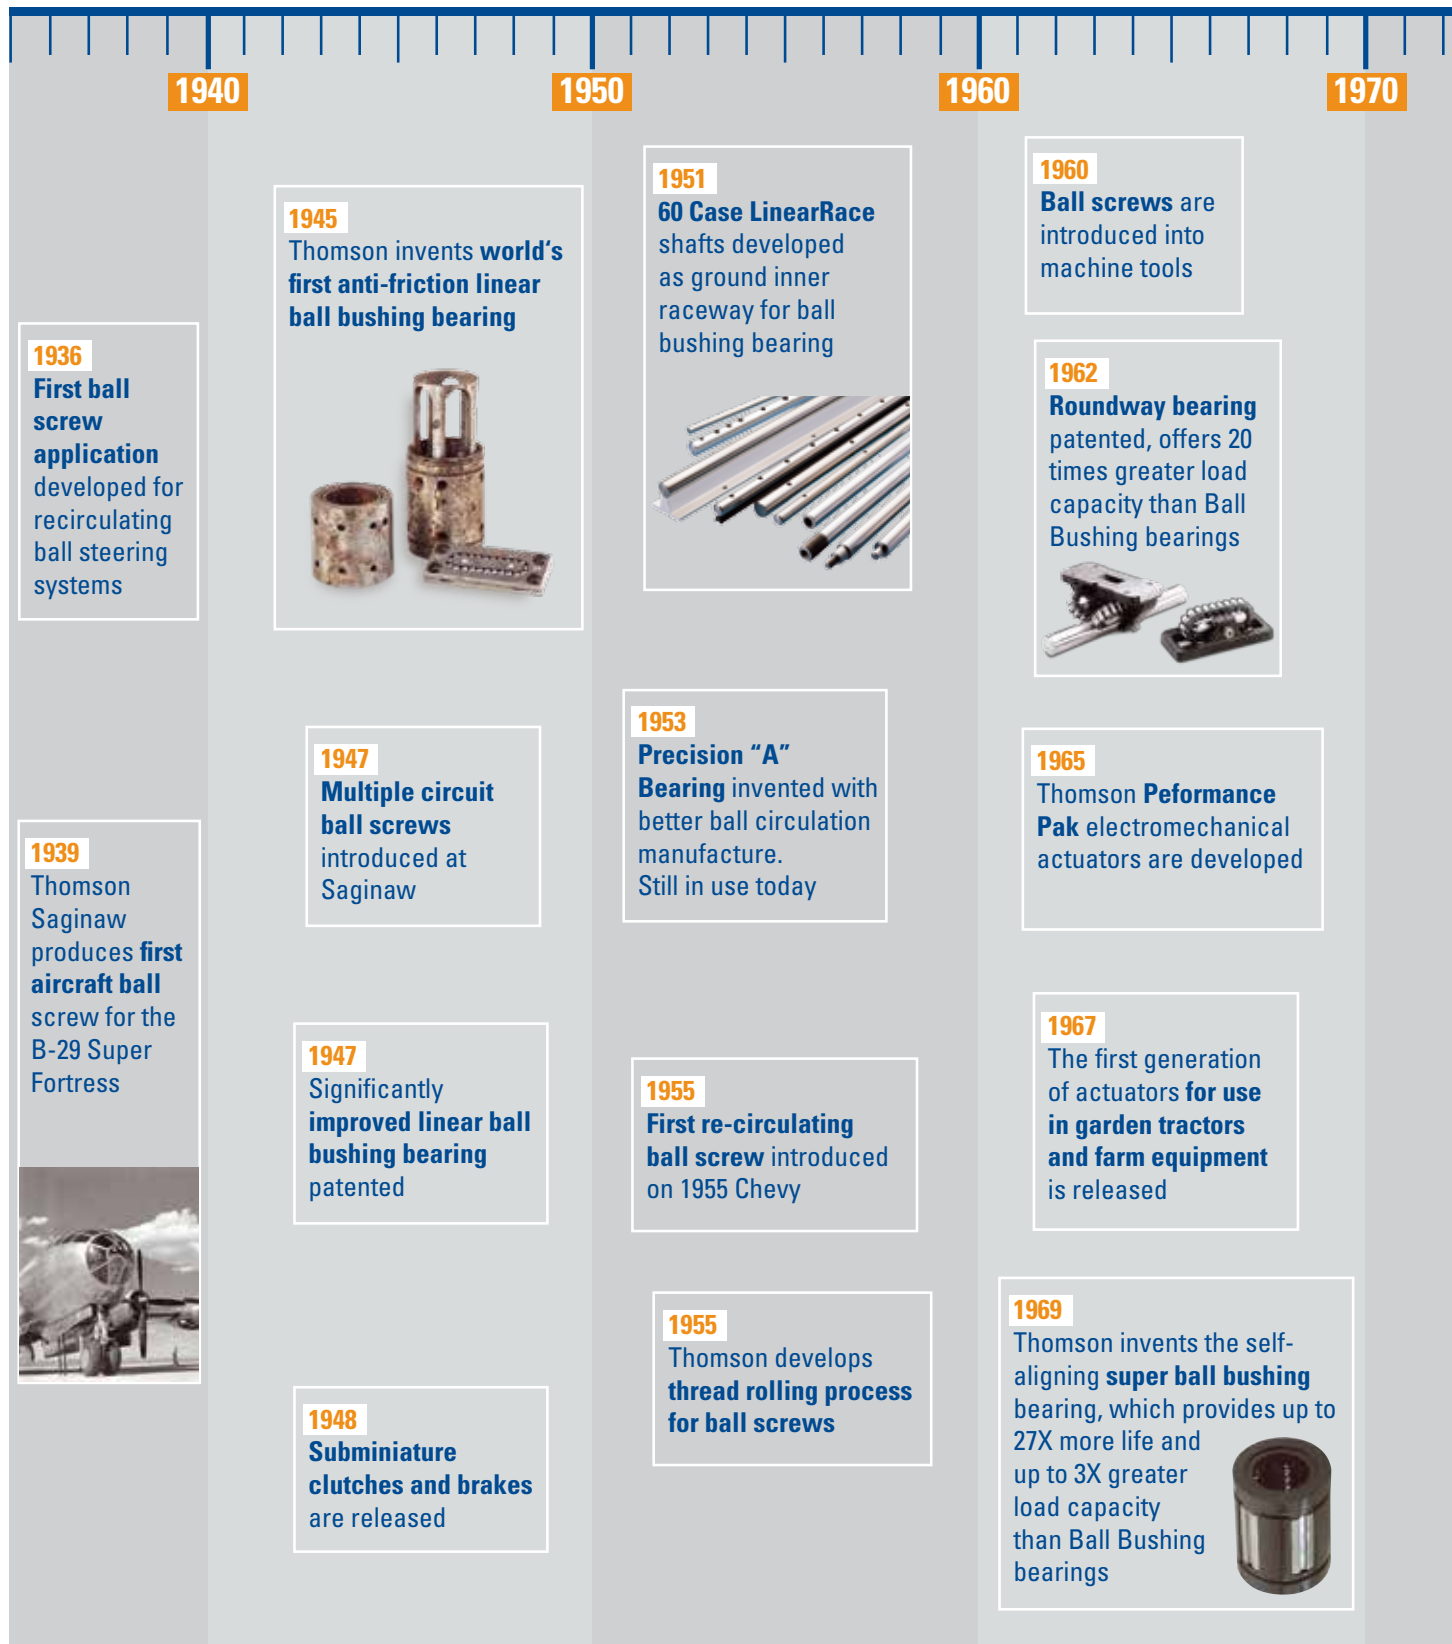 1940
1950
1960
1970
1936
First ball
screw
application
developed for
recirculating
ball steering
systems
1939
Thomson
Saginaw
produces first
aircraft ball
screw for the
B-29 Super
Fortress
1945
Thomson invents world‘s
first anti-friction linear
ball bushing bearing
1947
Multiple circuit
ball screws
introduced at
Saginaw
1947
Significantly
improved linear ball
bushing bearing
patented
1948
Subminiature
clutches and brakes
are released
1951
60 Case LinearRace
shafts developed
as ground inner
raceway for ball
bushing bearing
1953
Precision “A”
Bearing invented with
better ball circulation
manufacture.
Still in use today
1955
First re-circulating
ball screw introduced
on 1955 Chevy
1955
Thomson develops
thread rolling process
for ball screws
1960
Ball screws are
introduced into
machine tools
1962
Roundway bearing
patented, offers 20
times greater load
capacity than Ball
Bushing bearings
1965
Thomson Peformance
Pak electromechanical
actuators are developed
1967
The first generation
of actuators for use
in garden tractors
and farm equipment
is released
1969
Thomson invents the self-
aligning super ball bushing
bearing, which provides up to
27X more life and
up to 3X greater
load capacity
than Ball Bushing
bearings